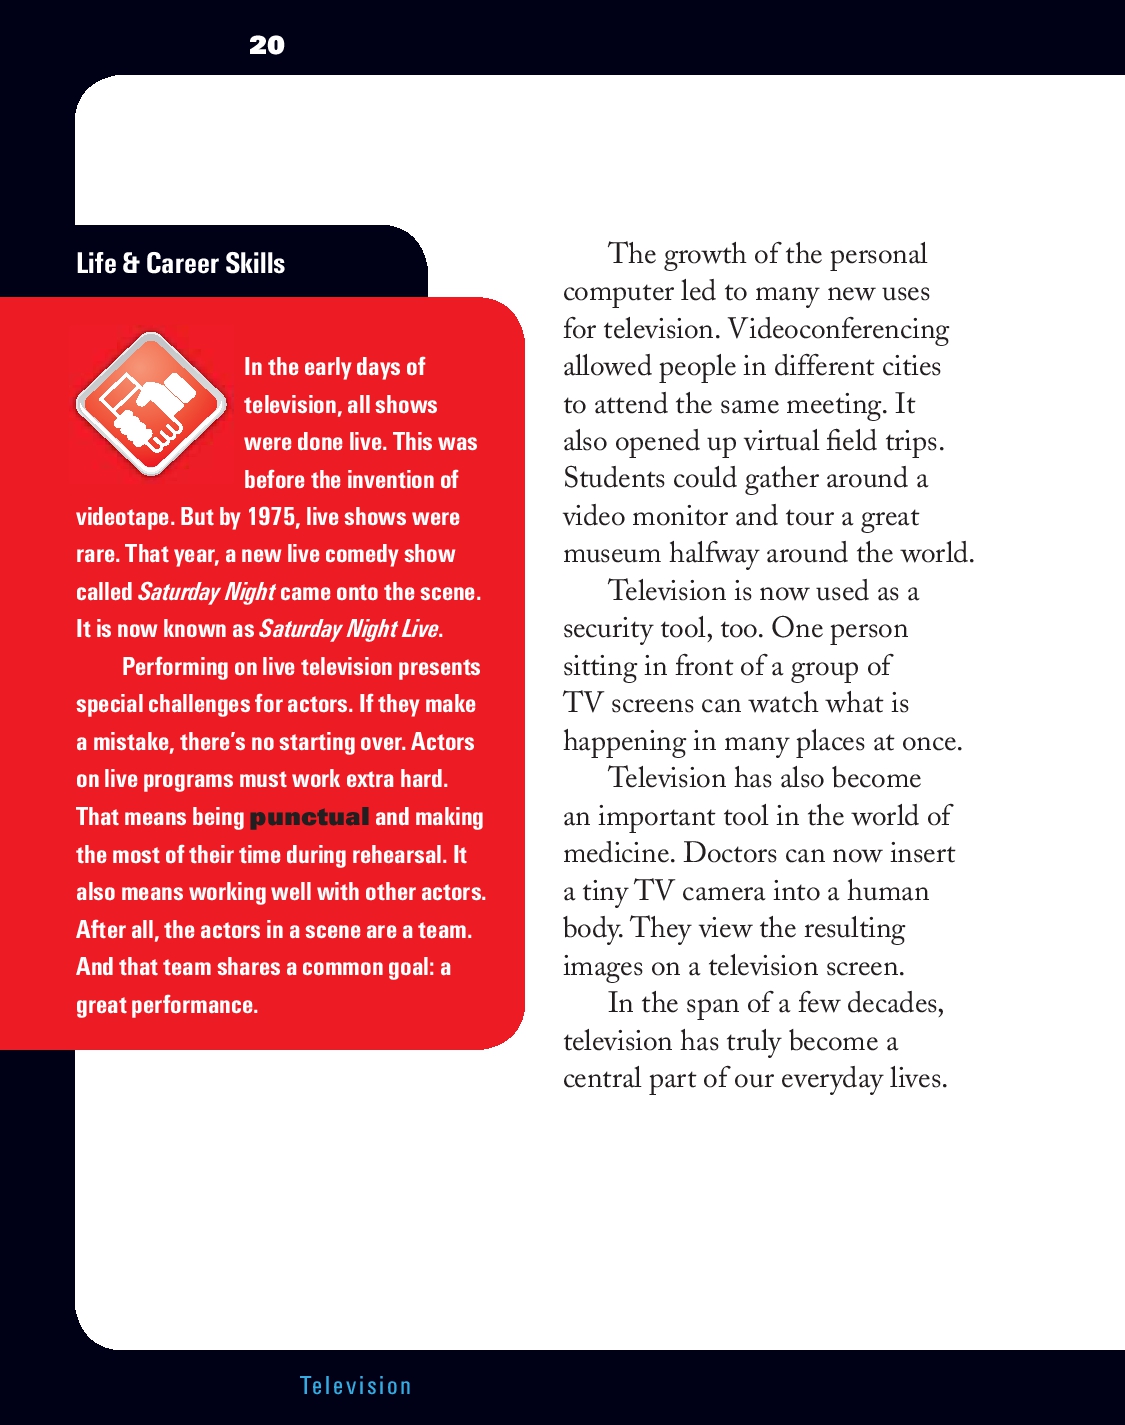 20
Life & Career Skills
In the early days of
television, all shows
were done live. This was
before the invention of
videotape. But by 1975, live shows were
rare. That year, a new live comedy show
called Saturday Night came onto the scene.
It is now known as Saturday Night Live.
Performing on live television presents
special challenges for actors. If they make
a mistake, there's no starting over. Actors
on live programs must work extra hard.
That means being punctual and making
the most of their time during rehearsal. It
also means working well with other actors.
After all, the actors in a scene are a team.
And that team shares a common goal: a
great performance.
The growth of the personal
computer led to many new uses
for television. Videoconferencing
allowed people in different cities
to attend the same meeting. It
also opened up virtual field trips.
Students could gather around a
video monitor and tour a great
museum halfway around the world.
Television is now used as a
security tool, too. One person
sitting in front of a group of
TV screens can watch what is
happening in many places at once.
Television has also become
an important tool in the world of
medicine. Doctors can now insert
a tiny TV camera into a human
body. They view the resulting
images on a television screen.
In the span of a few decades,
television has truly become a
central part of our everyday lives.
Television